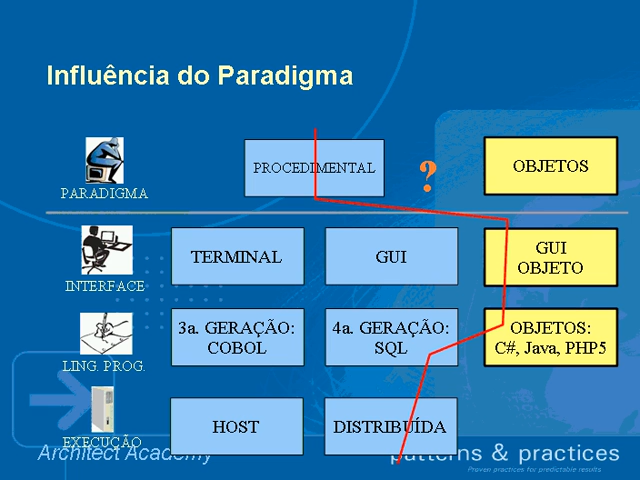 Influência do Paradigma
PROCEDIMENTAL
?
OBJETOS
PARADIGMA
TERMINAL
GUI
GUI
OBJETO
INTERFACE
3a. GERAÇÃO:
COBOL
4a. GERAÇÃO:
SQL
OBJETOS:
C#, Java, PHP5
LING. PROG.
HOST
DISTRIBUÍDA
EXECUÇÃO
Architect Academy
patterns & practices
Proven practices for predictable results